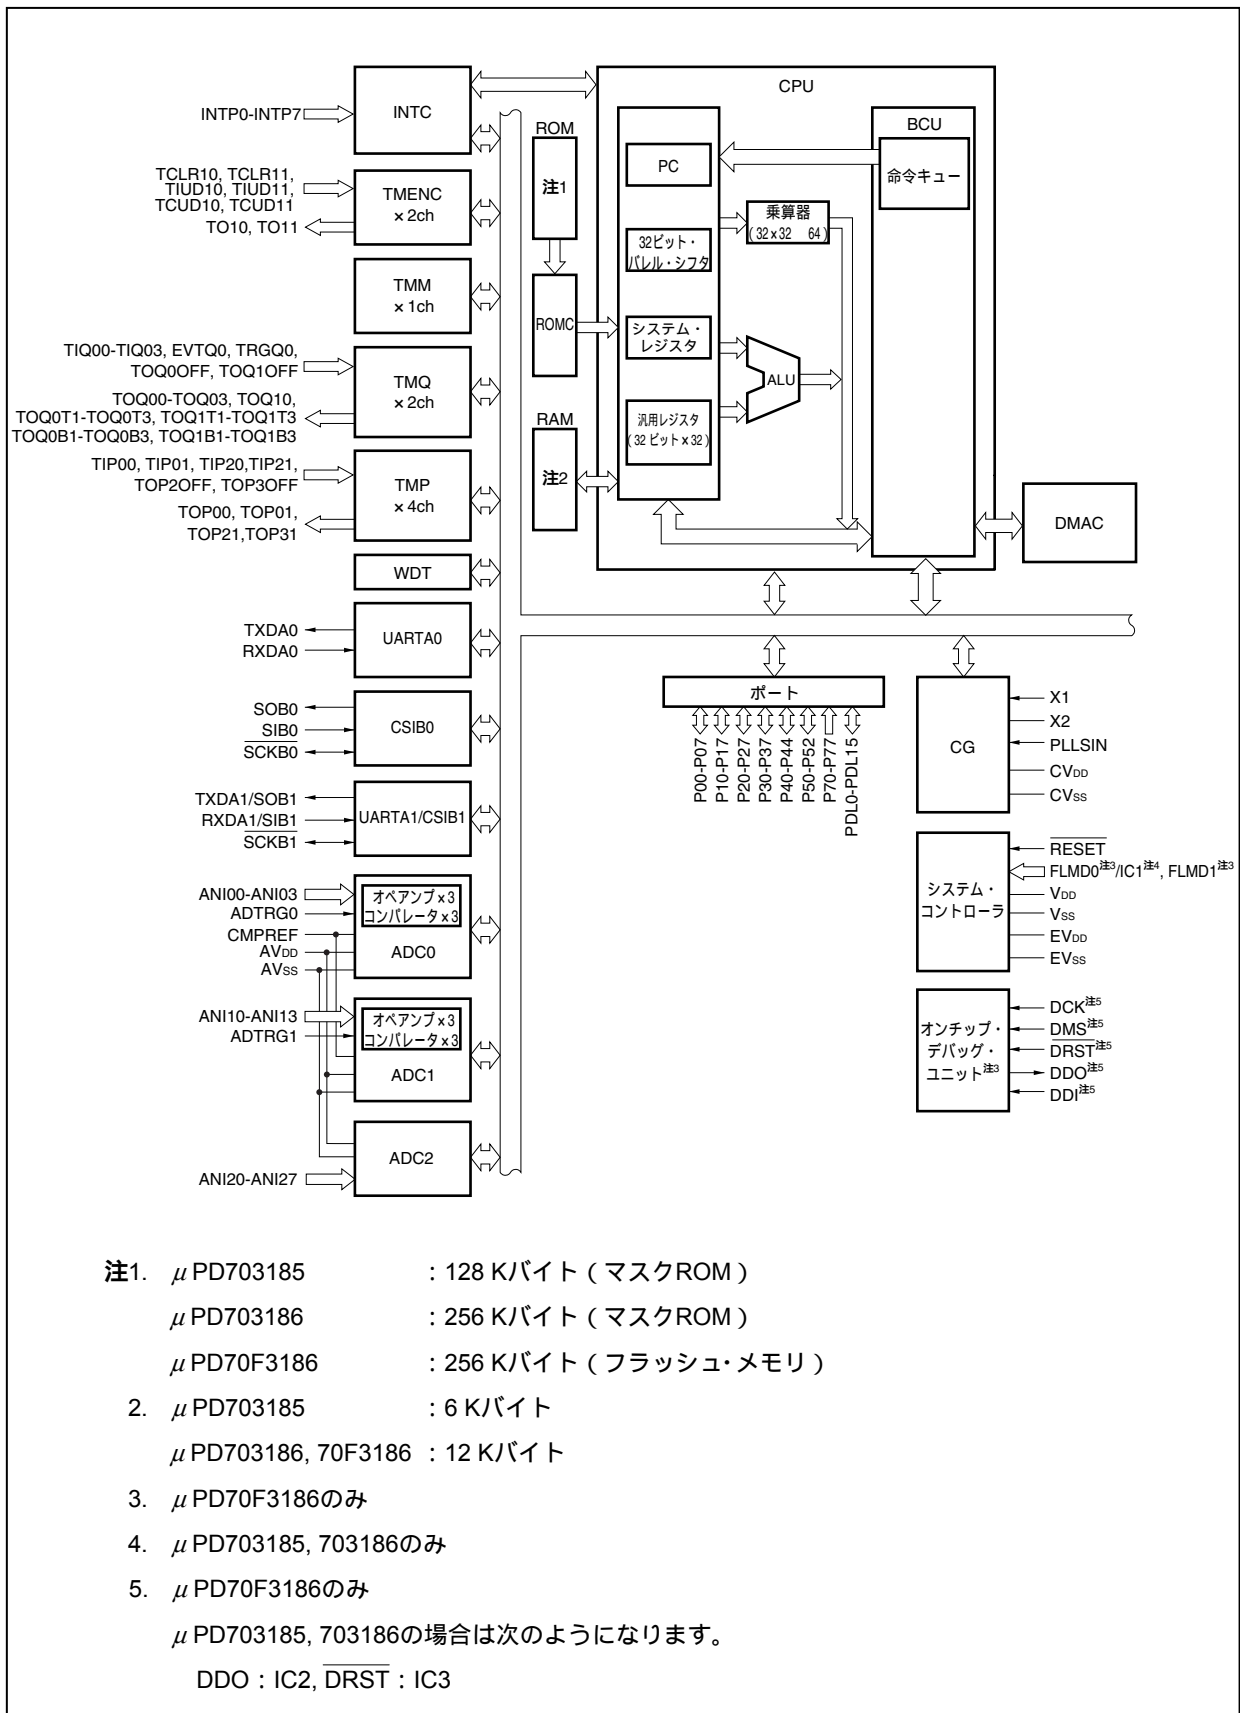 INTP0-INTP7
INTC
TCLR10, TCLR11,
TIUD10, TIUD11,
TCUD10, TCUD11
TO10, TO11
TMENC
×2ch
TMM
×1ch
TIQ00-TIQ03, EVTQ0, TRGQ0,
TOQ0OFF, TOQ1OFF
TOQ00-TOQ03, TOQ10,
TOQ0T1-TOQ0T3, TOQ1T1-TOQ1T3
TOQ0B1-TOQ0B3, TOQ1B1-TOQ1B3
TMQ
×2ch
TIP00, TIP01, TIP20,TIP21,
TOP2OFF, TOP3OFF
TOP00, TOP01,
TOP21,TOP31
TMP
×4ch
WDT
TXDA0
RXDA0
UARTA0
SOB0
SIB0
SCKB0
CSIB0
TXDA1/SOB1
RXDA1/SIB1
SCKB1
UARTA1/CSIB1
ANI00-ANI03
ADTRG0
CMPREF
AVDD
AVSS
オペアンプ×3
コンパレータ×3
ADC0
ANI10-ANI13
ADTRG1
オペアンプ×3
コンパレータ×3
ADC1
ADC2
ANI20-ANI27
ROM
注1
ROMC
RAM
注2
CPU
PC
32ビット・
バレル・シフタ
システム・
レジスタ
汎用レジスタ
(32 ビット×32)
乗算器
(32×32 64)
ALU
BCU
命令キュー
DMAC
ポート
P00-P07
P10-P17
P20-P27
P30-P37
P40-P44
P50-P52
P70-P77
PDL0-PDL15
CG
X1
X2
PLLSIN
CVDD
CVSS
システム・
コントローラ
RESET
FLMD0注3/IC1注4, FLMD1注3
VDD
VSS
EVDD
EVSS
オンチップ・
デバッグ・
ユニット注3
DCK注5
DMS注5
DRST注5
DDO注5
DDI注5
注1. μPD703185 : 128 Kバイト(マスクROM)
μPD703186 : 256 Kバイト(マスクROM)
μPD70F3186 : 256 Kバイト(フラッシュ・メモリ)
2. μPD703185 : 6 Kバイト
μPD703186, 70F3186 : 12 Kバイト
3. μPD70F3186のみ
4. μPD703185, 703186のみ
5. μPD70F3186のみ
μPD703185, 703186の場合は次のようになります。
DDO : IC2, DRST : IC3